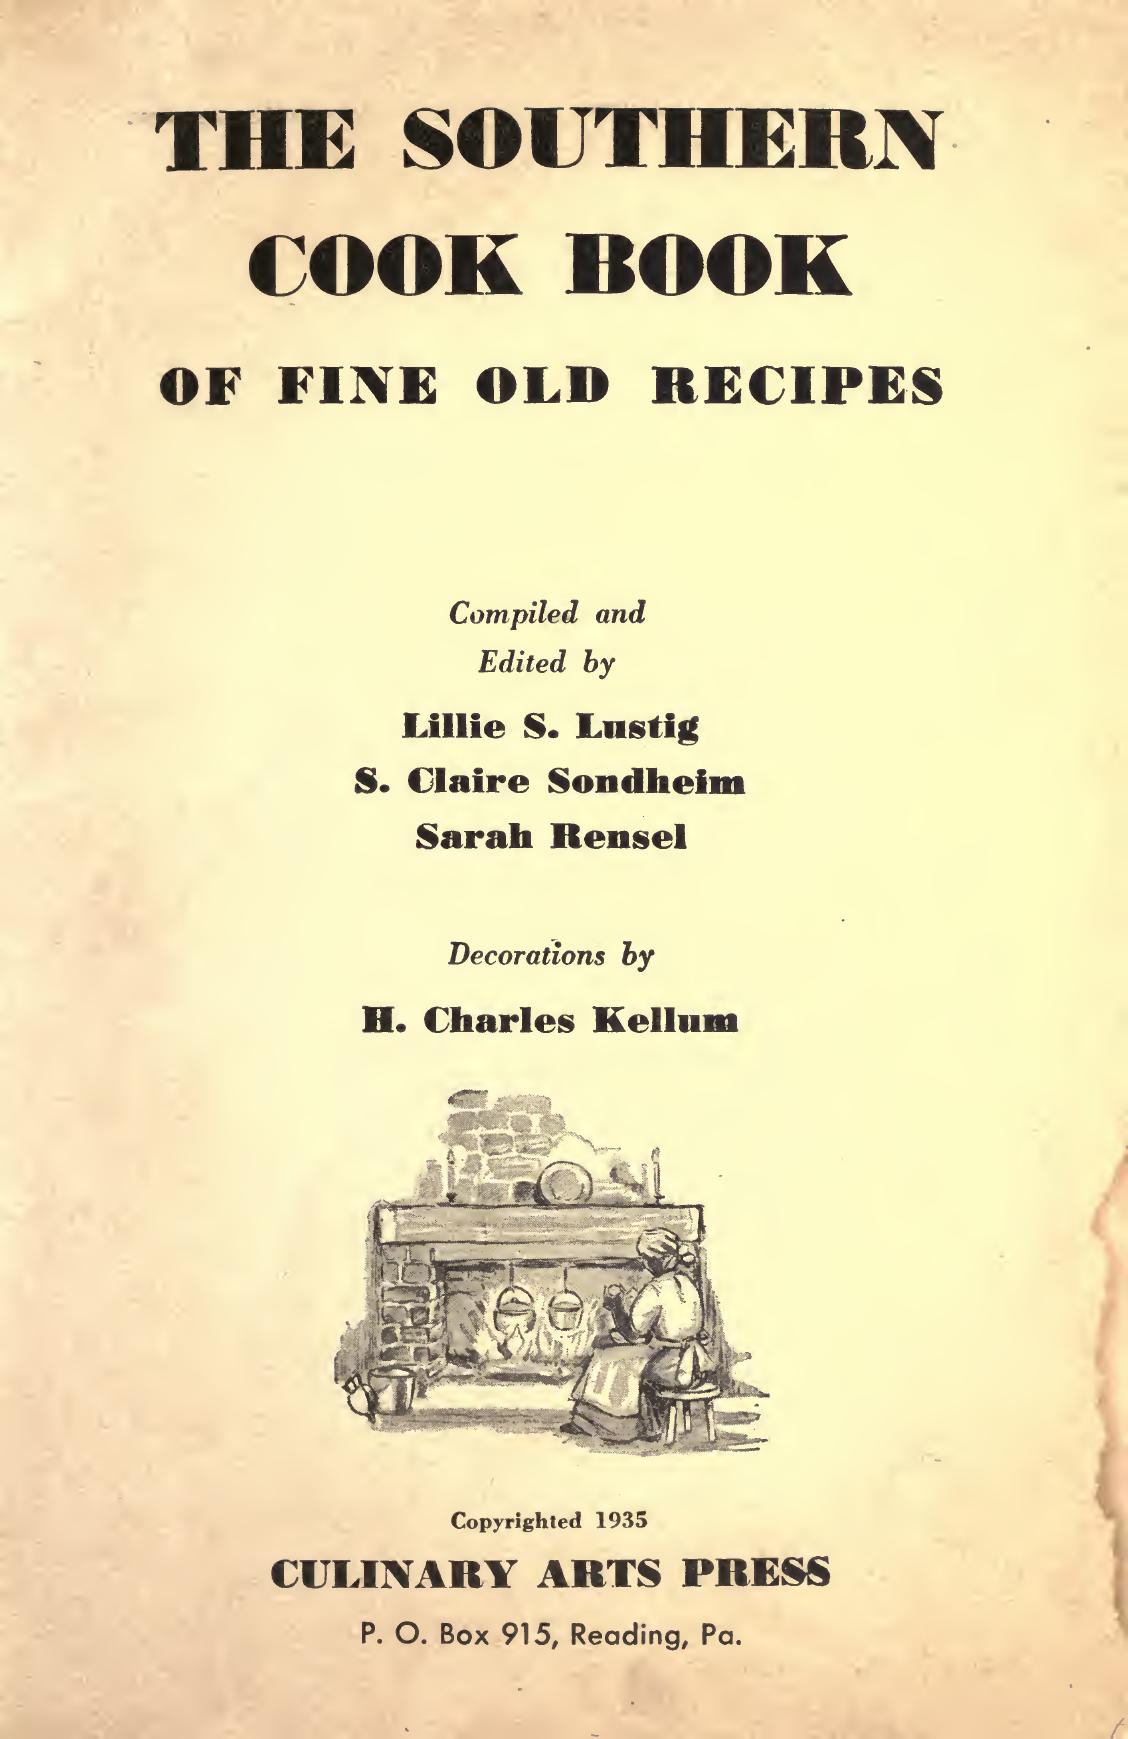 THE SOUTHERN
COOK BOOK
OF FINE OLD RECIPES
Compiled and
Edited by
Lillie S. Lustig
S. Claire Sondheim
Sarah Rensel
Decorations by
H. Charles Kellum
Copyrighted 1935
CULINARY ARTS PRESS
P. O. Box 915, Reading, Pa.